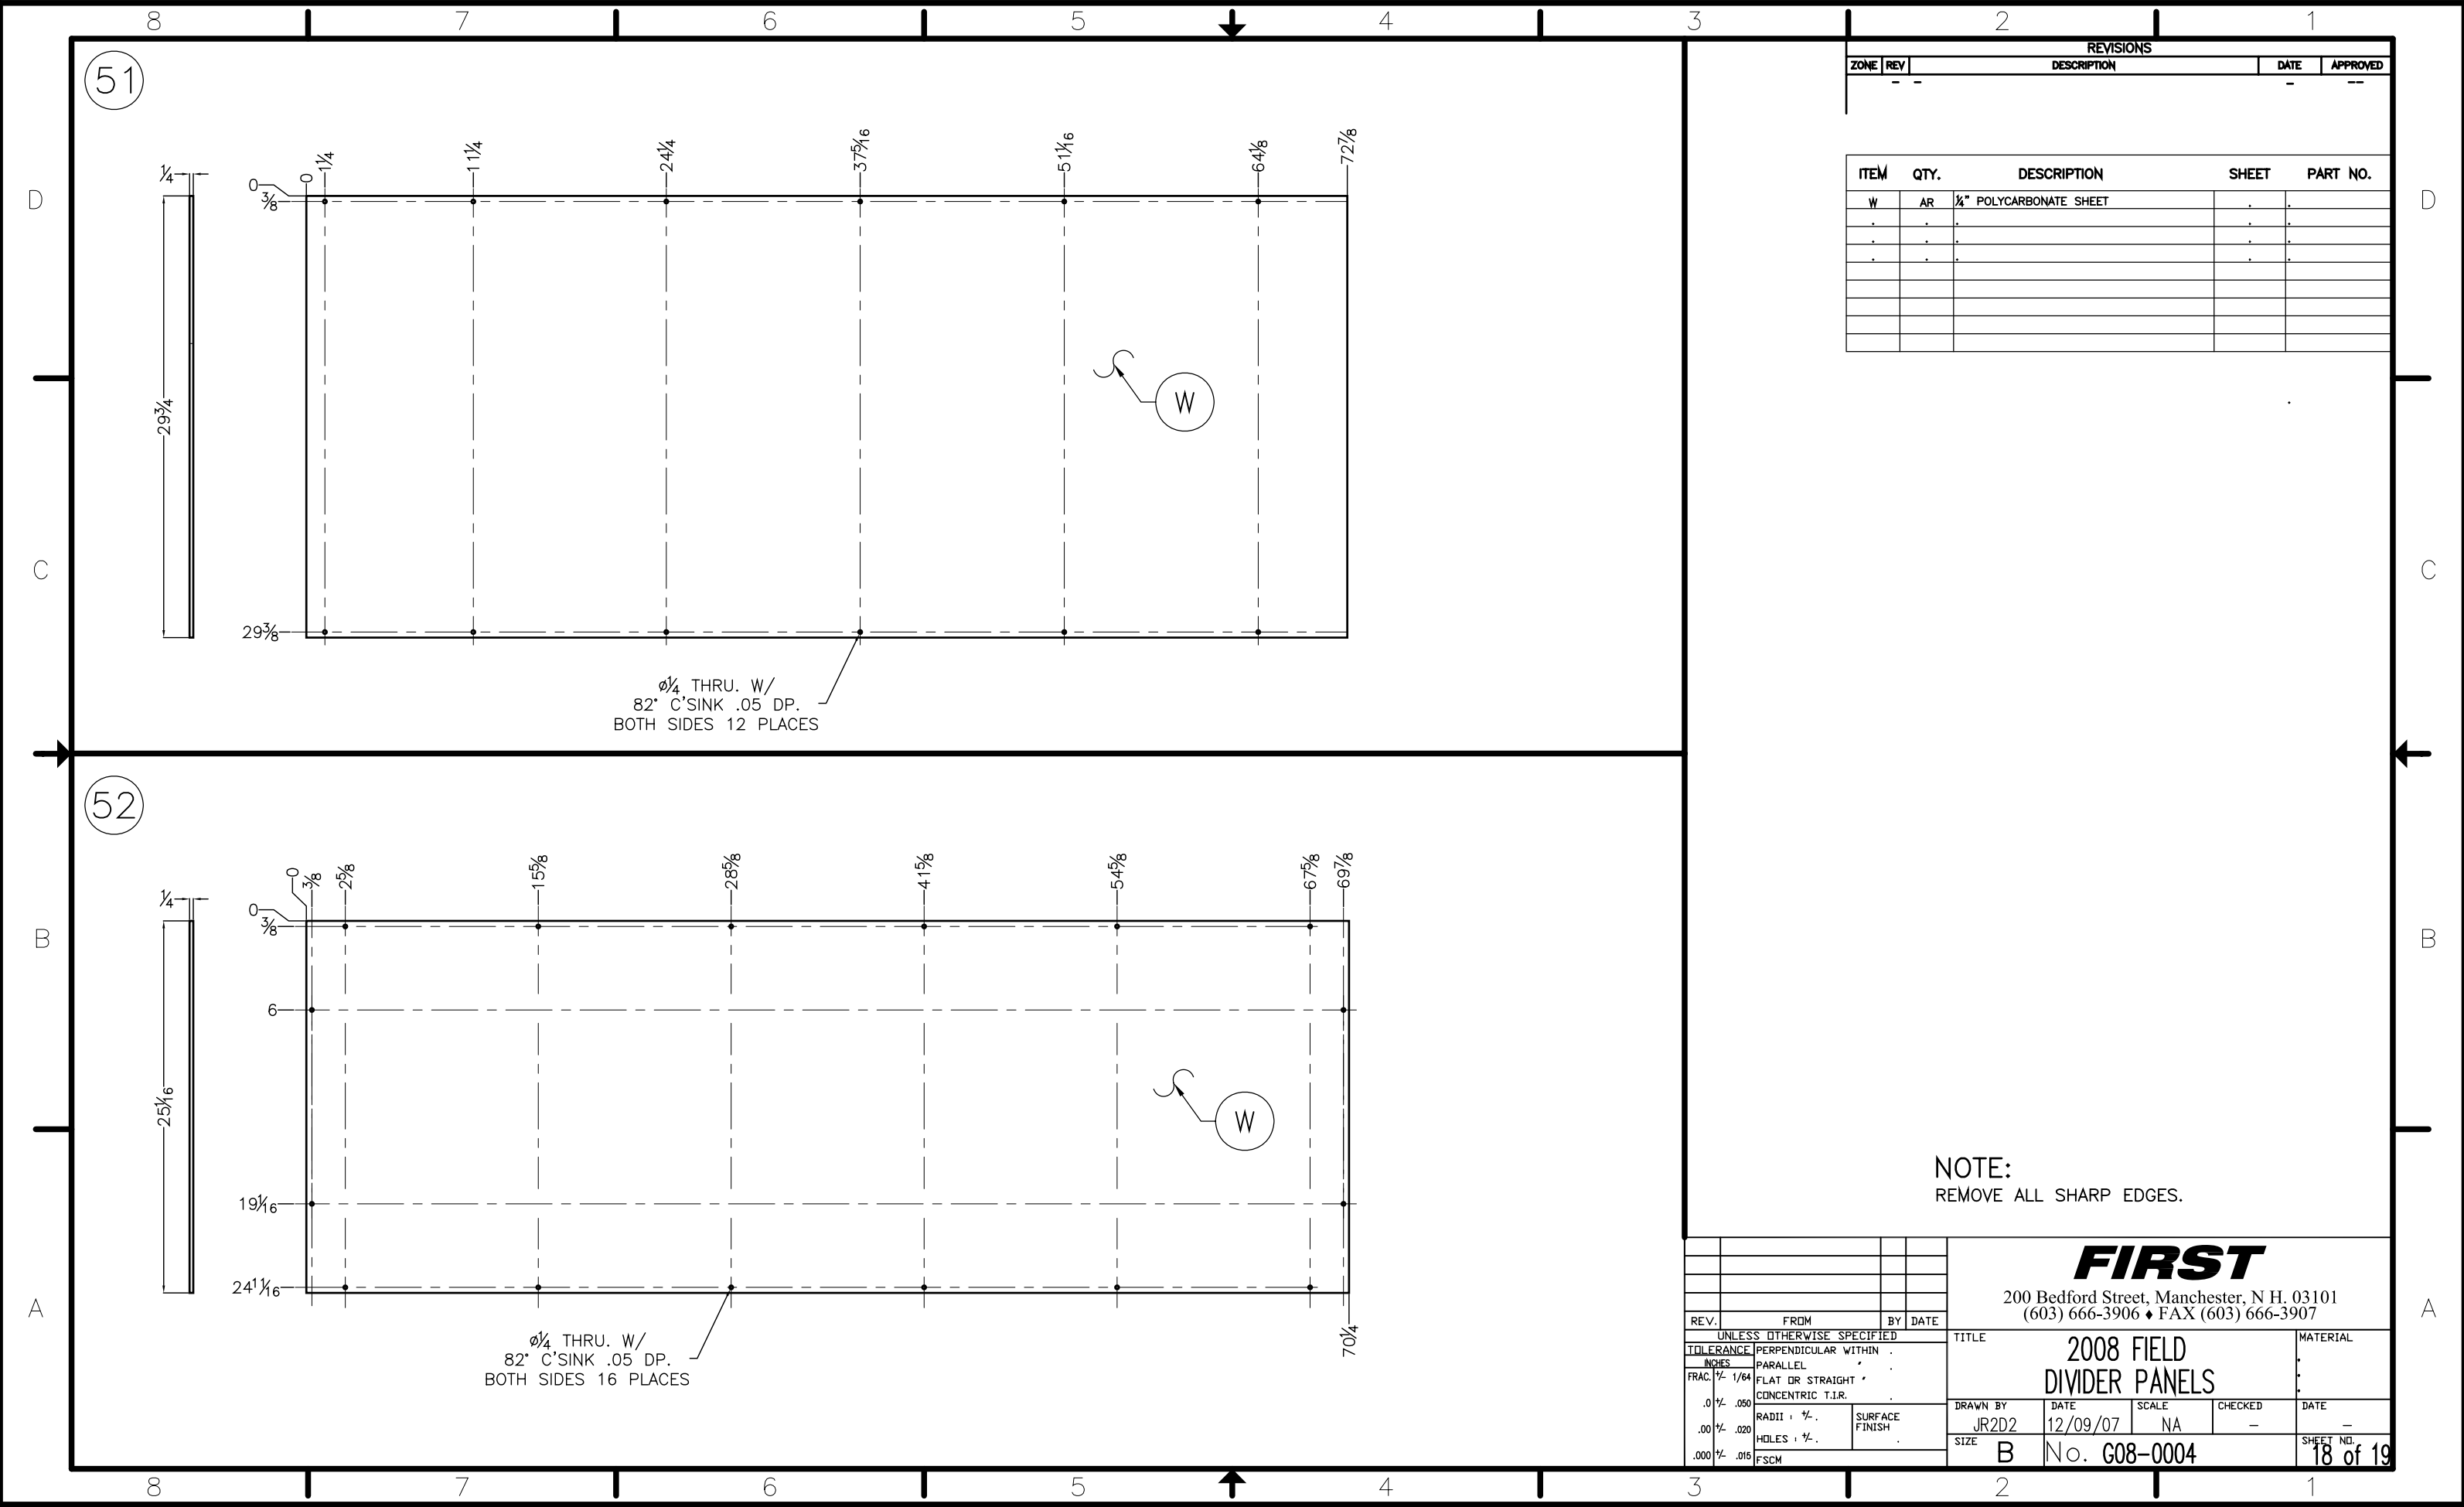 8 7 6 5 4 3 2 1
51
0
1¼
11¼
24¼
37⁵⁄₁₆
51¹⁄₁₆
64⅛
72⅞
¼
0
⅜
29¾
29⅜
W
ø¼ THRU. W/
82° C'SINK .05 DP.
BOTH SIDES 12 PLACES
52
0
⅜
2⅝
15⅝
28⅝
41⅝
54⅝
67⅝
69⅞
¼
0
⅜
6
25¹⁄₁₆
19¹⁄₁₆
24¹¹⁄₁₆
70¼
W
ø¼ THRU. W/
82° C'SINK .05 DP.
BOTH SIDES 16 PLACES
REVISIONS
ZONE REV DESCRIPTION DATE APPROVED
- - - --
ITEM QTY. DESCRIPTION SHEET PART NO.
W AR ¼" POLYCARBONATE SHEET . .
. . . . .
. . . . .
. . . . .
NOTE:
REMOVE ALL SHARP EDGES.
REV. FROM BY DATE
UNLESS OTHERWISE SPECIFIED
TOLERANCE
INCHES
FRAC. +/- 1/64
.0 +/- .050
.00 +/- .020
.000 +/- .015
PERPENDICULAR WITHIN .
PARALLEL " .
FLAT OR STRAIGHT "
CONCENTRIC T.I.R. .
RADII : +/- .
HOLES : +/- .
SURFACE
FINISH
.
FSCM
FIRST
200 Bedford Street, Manchester, N H. 03101
(603) 666-3906 ♦ FAX (603) 666-3907
TITLE
2008 FIELD
DIVIDER PANELS
MATERIAL
DRAWN BY JR2D2
DATE 12/09/07
SCALE NA
CHECKED -
DATE -
SIZE B
No. G08-0004
SHEET NO. 18 of 19
D D
C C
B B
A A
8 7 6 5 4 3 2 1